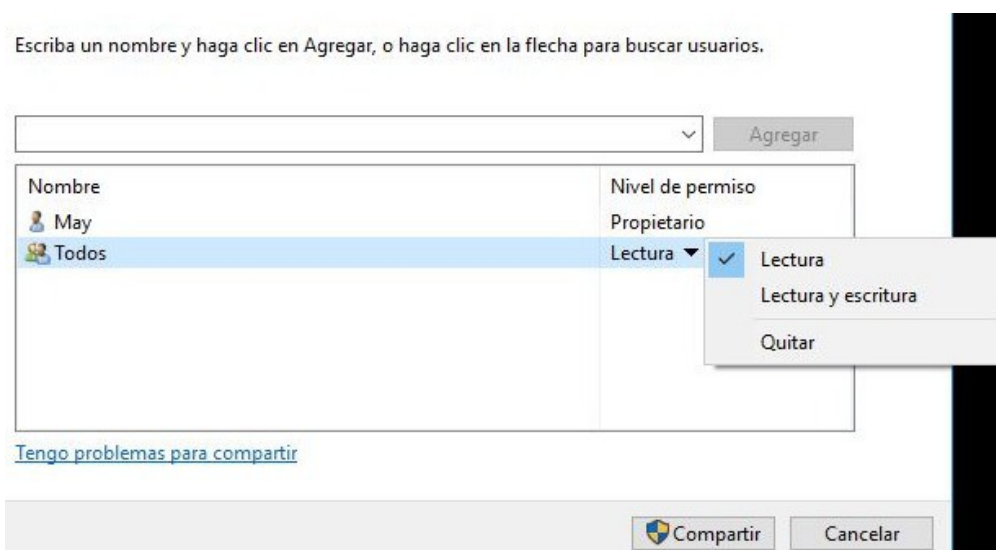 Escriba un nombre y haga clic en Agregar, o haga clic en la flecha para buscar usuarios.
Agregar
Nombre Nivel de permiso
May Propietario
Todos Lectura
Lectura
Lectura y escritura
Quitar
Tengo problemas para compartir
Compartir Cancelar